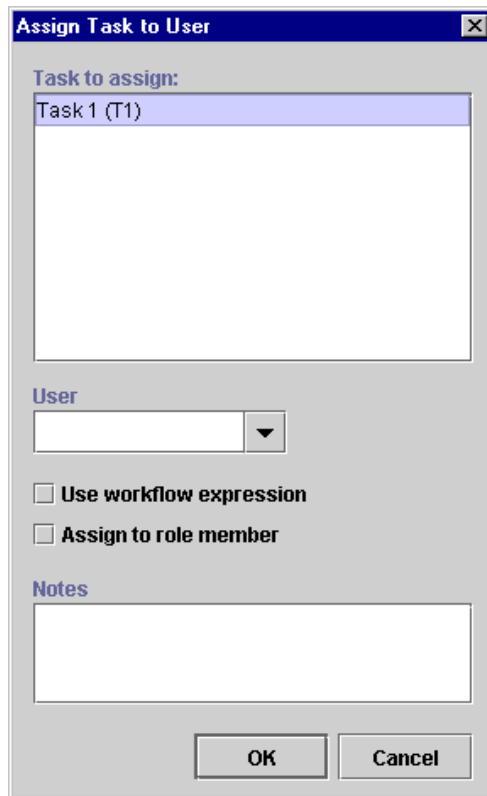 Assign Task to User
Task to assign:
Task 1 (T1)
User
Use workflow expression
Assign to role member
Notes
OK Cancel